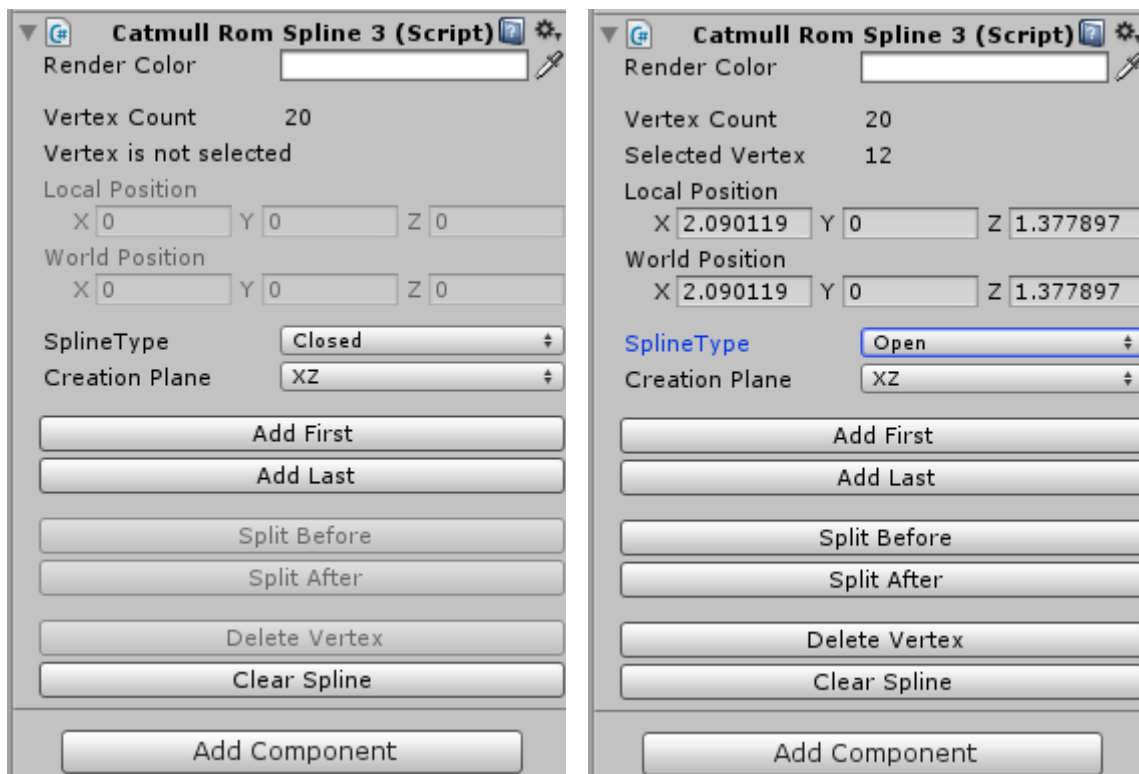 Catmull Rom Spline 3 (Script)
Render Color
Vertex Count 20
Vertex is not selected
Local Position
X 0 Y 0 Z 0
World Position
X 0 Y 0 Z 0
SplineType Closed
Creation Plane XZ
Add First
Add Last
Split Before
Split After
Delete Vertex
Clear Spline
Add Component
Catmull Rom Spline 3 (Script)
Render Color
Vertex Count 20
Selected Vertex 12
Local Position
X 2.090119 Y 0 Z 1.377897
World Position
X 2.090119 Y 0 Z 1.377897
SplineType Open
Creation Plane XZ
Add First
Add Last
Split Before
Split After
Delete Vertex
Clear Spline
Add Component